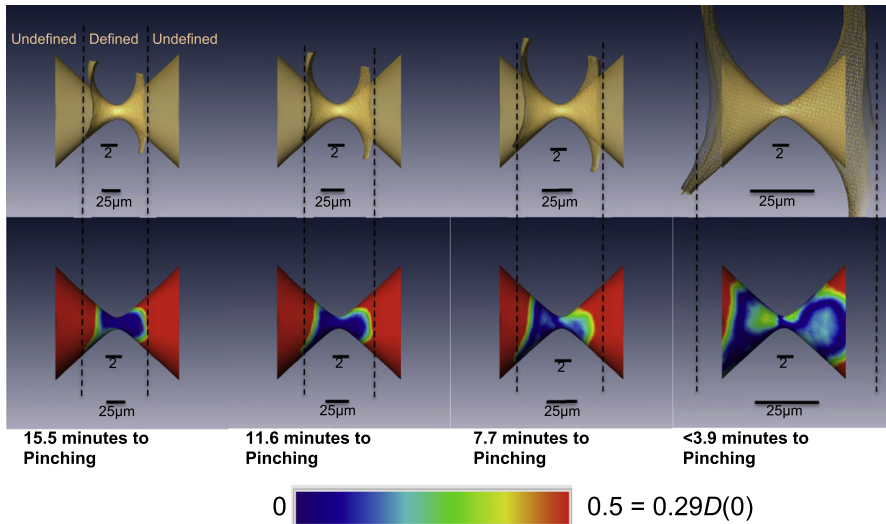 Undefined Defined Undefined
2 2 2 2
25μm 25μm 25μm 25μm
2 2 2 2
25μm 25μm 25μm 25μm
15.5 minutes to
Pinching
11.6 minutes to
Pinching
7.7 minutes to
Pinching
<3.9 minutes to
Pinching
0 0.5 = 0.29D(0)